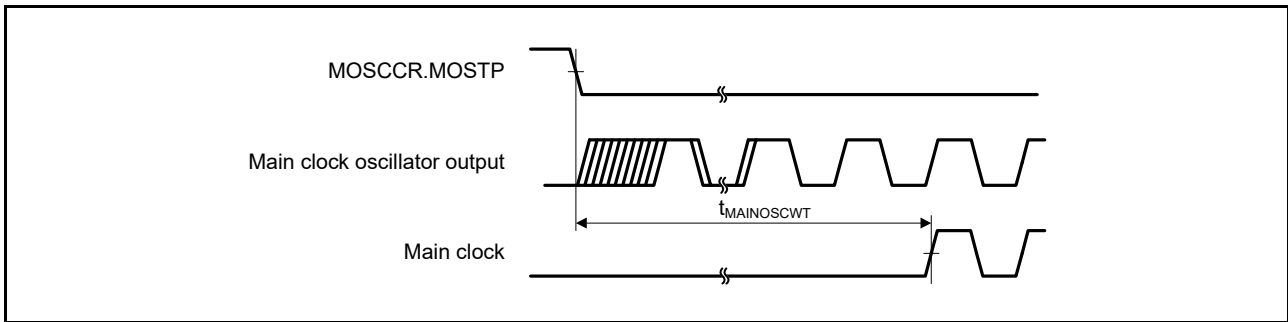 MOSCCR.MOSTP
Main clock oscillator output
tMAINOSCWT
Main clock